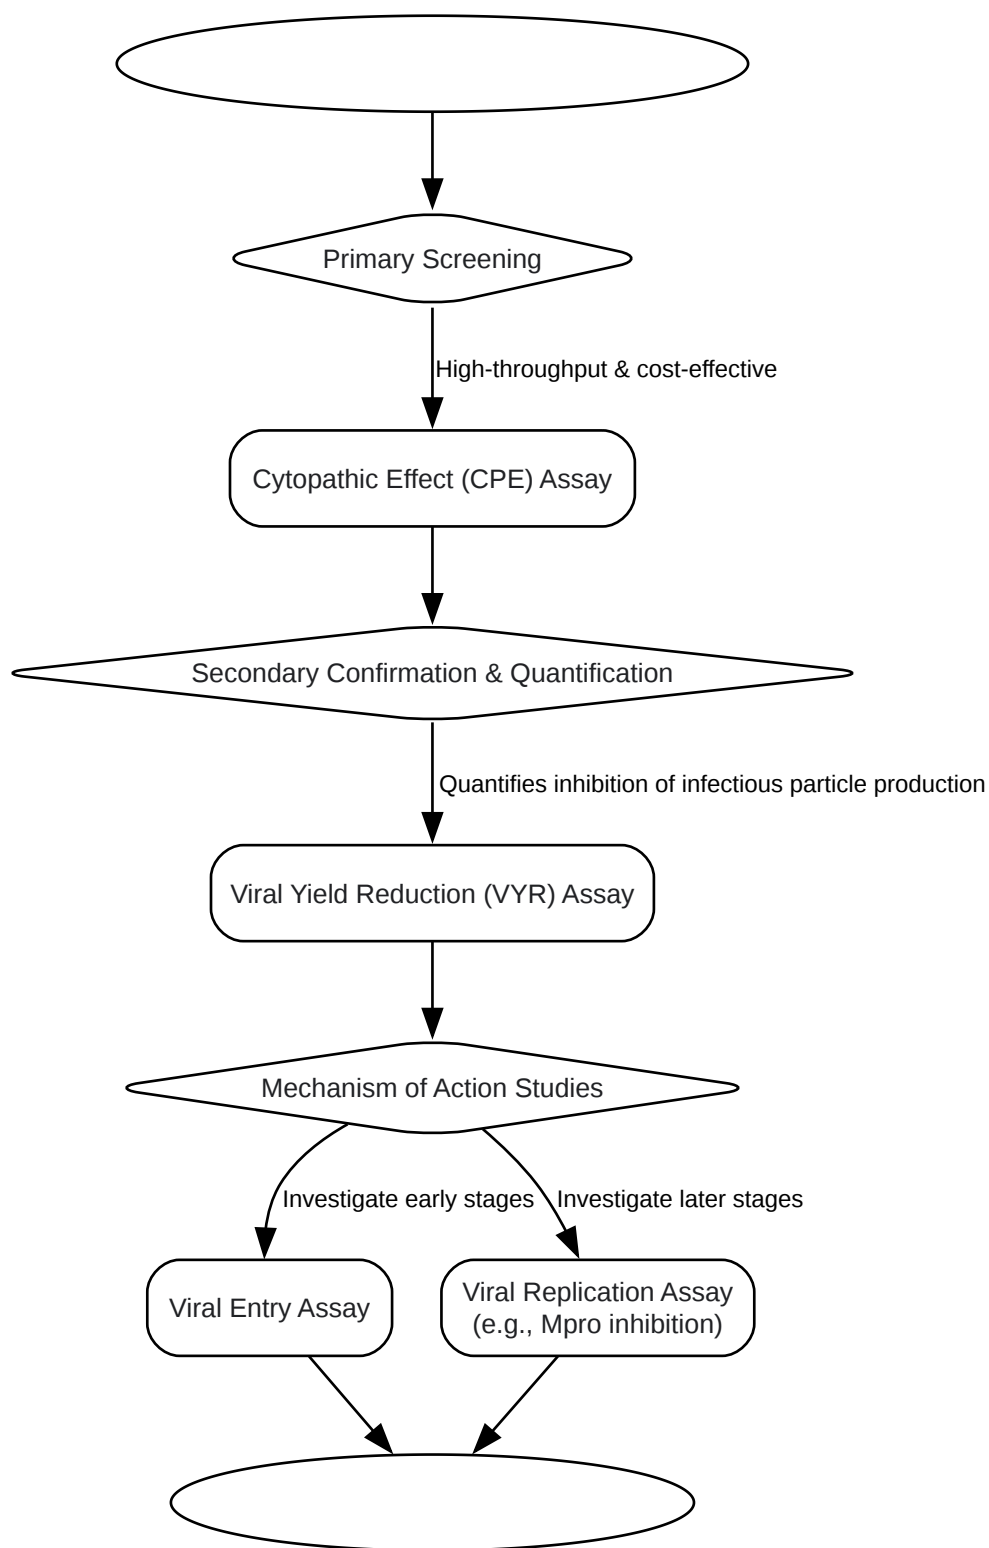 Primary Screening
High-throughput & cost-effective
Cytopathic Effect (CPE) Assay
Secondary Confirmation & Quantification
Quantifies inhibition of infectious particle production
Viral Yield Reduction (VYR) Assay
Mechanism of Action Studies
Investigate early stages
Investigate later stages
Viral Entry Assay
Viral Replication Assay
(e.g., Mpro inhibition)